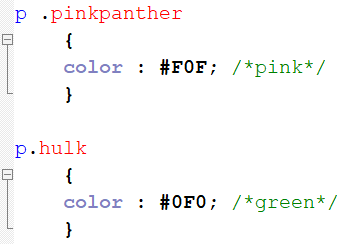 p .pinkpanther
{
color : #F0F; /*pink*/
}
p.hulk
{
color : #0F0; /*green*/
}